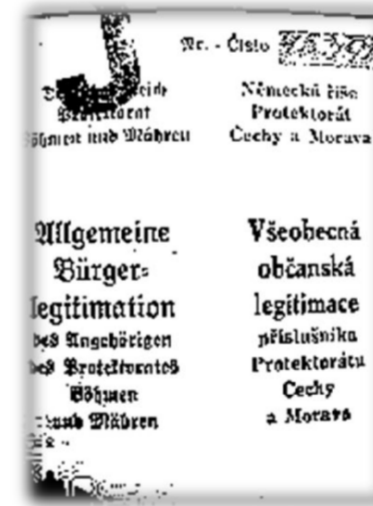 J
Nr. - Číslo
Protektorat
Böhmen und Mähren
Německá říše
Protektorát
Čechy a Morava
Allgemeine
Bürger-
legitimation
des Angehörigen
des Protektorates
Böhmen
und Mähren
Všeobecná
občanská
legitimace
příslušníka
Protektorátu
Čechy
a Morava